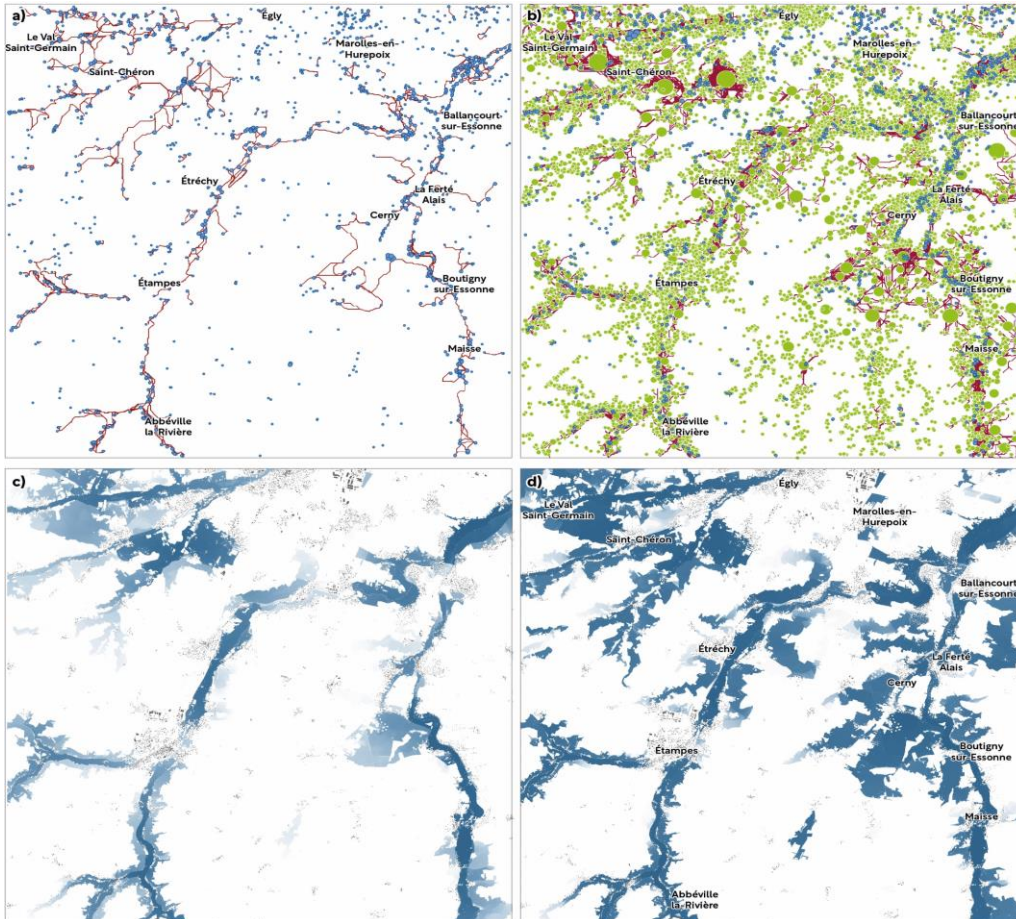 a)
Égly
Le Val
Saint-Germain
Marolles-en-
Hurepoix
Saint-Chéron
Ballancourt
sur-Essonne
Étréchy
La Ferté
Alais
Cerny
Étampes
Boutigny
sur-Essonne
Maisse
Abbéville
la-Rivière
b)
Égly
Le Val
Saint-Germain
Marolles-en-
Hurepoix
Saint-Chéron
Ballancourt
sur-Essonne
Étréchy
La Ferté
Alais
Cerny
Étampes
Boutigny
sur-Essonne
Maisse
Abbéville
la-Rivière
c)
d)
Égly
Le Val
Saint-Germain
Marolles-en-
Hurepoix
Saint-Chéron
Ballancourt
sur-Essonne
Étréchy
La Ferté
Alais
Cerny
Étampes
Boutigny
sur-Essonne
Maisse
Abbéville
la-Rivière